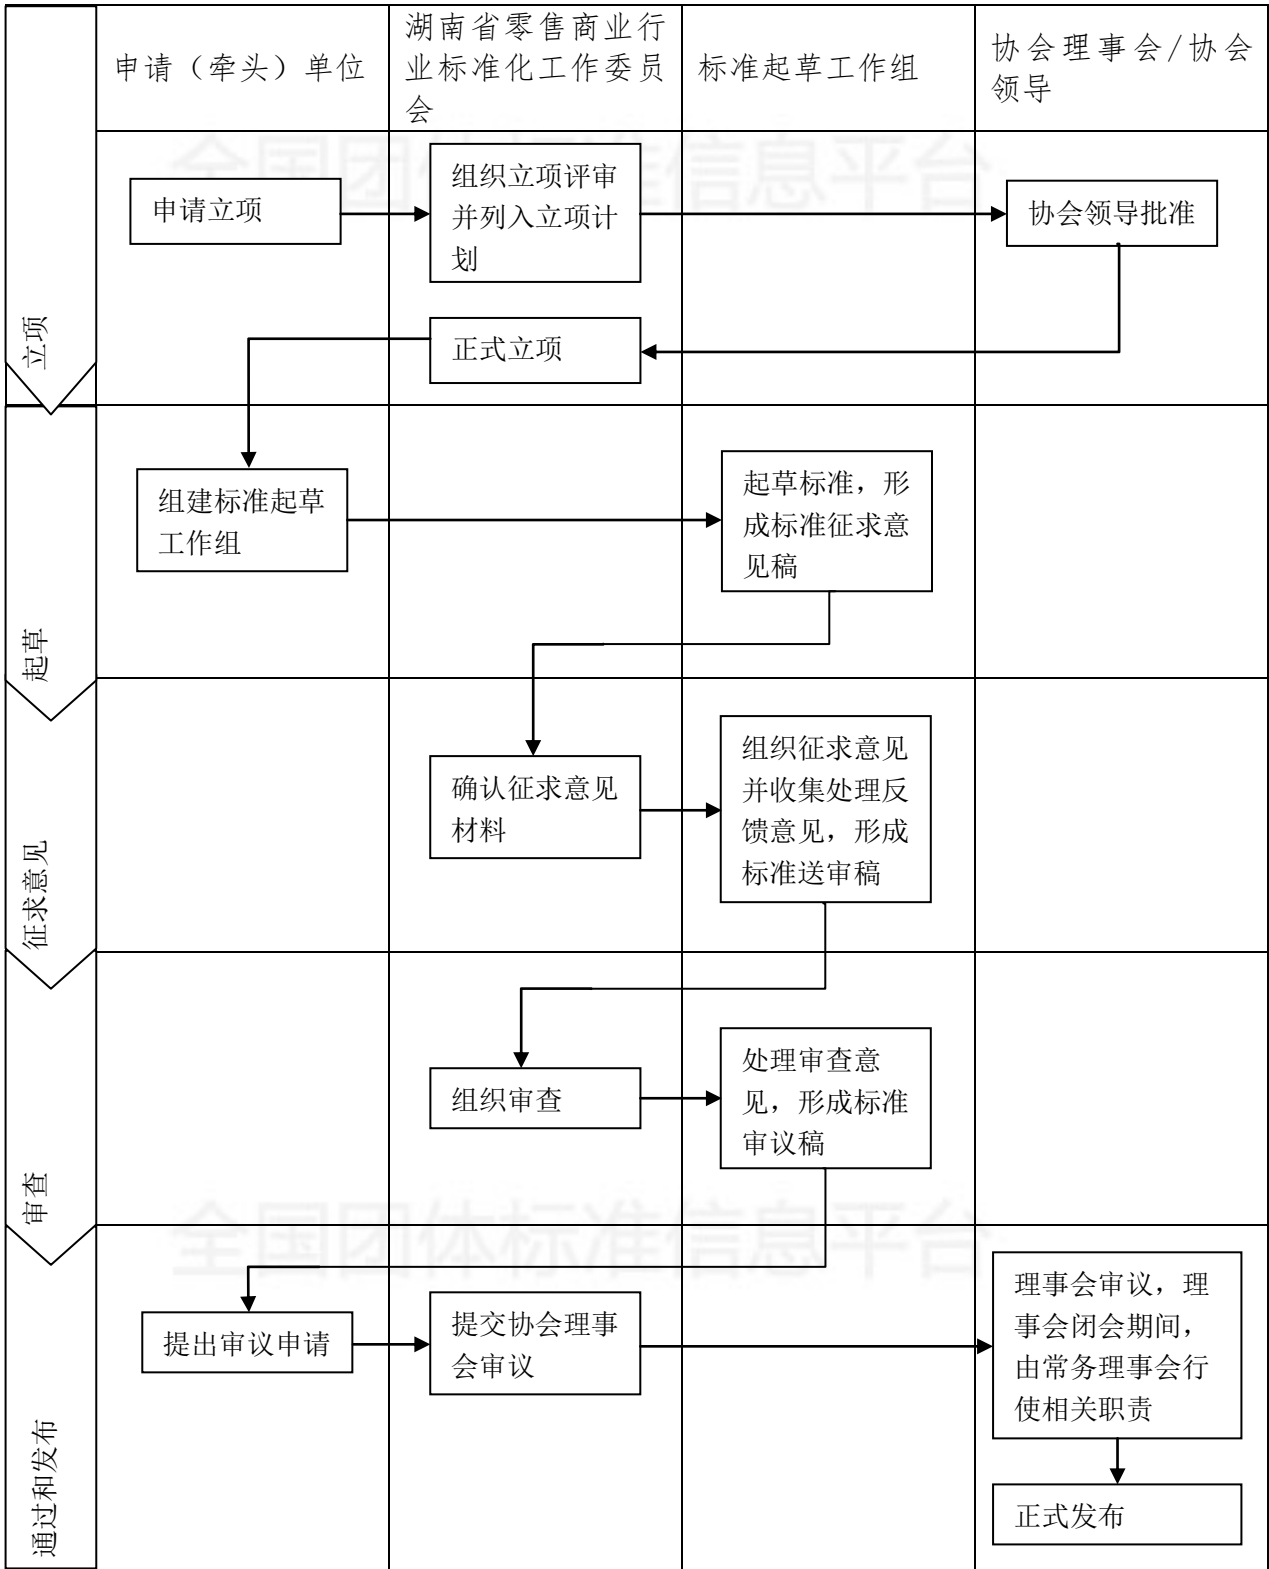 申请（牵头）单位
湖南省零售商业行
业标准化工作委员
会
标准起草工作组
协会理事会/协会
领导
全国团体标准信息平台
立项
申请立项
组织立项评审
并列入立项计
划
协会领导批准
正式立项
起草
组建标准起草
工作组
起草标准，形
成标准征求意
见稿
征求意见
确认征求意见
材料
组织征求意见
并收集处理反
馈意见，形成
标准送审稿
审查
组织审查
处理审查意
见，形成标准
审议稿
全国团体标准信息平台
通过和发布
提出审议申请
提交协会理事
会审议
理事会审议，理
事会闭会期间，
由常务理事会行
使相关职责
正式发布